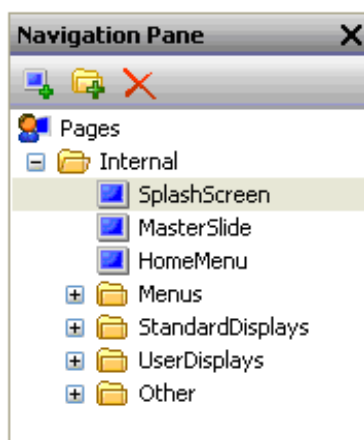 Navigation Pane
Pages
Internal
SplashScreen
MasterSlide
HomeMenu
Menus
StandardDisplays
UserDisplays
Other